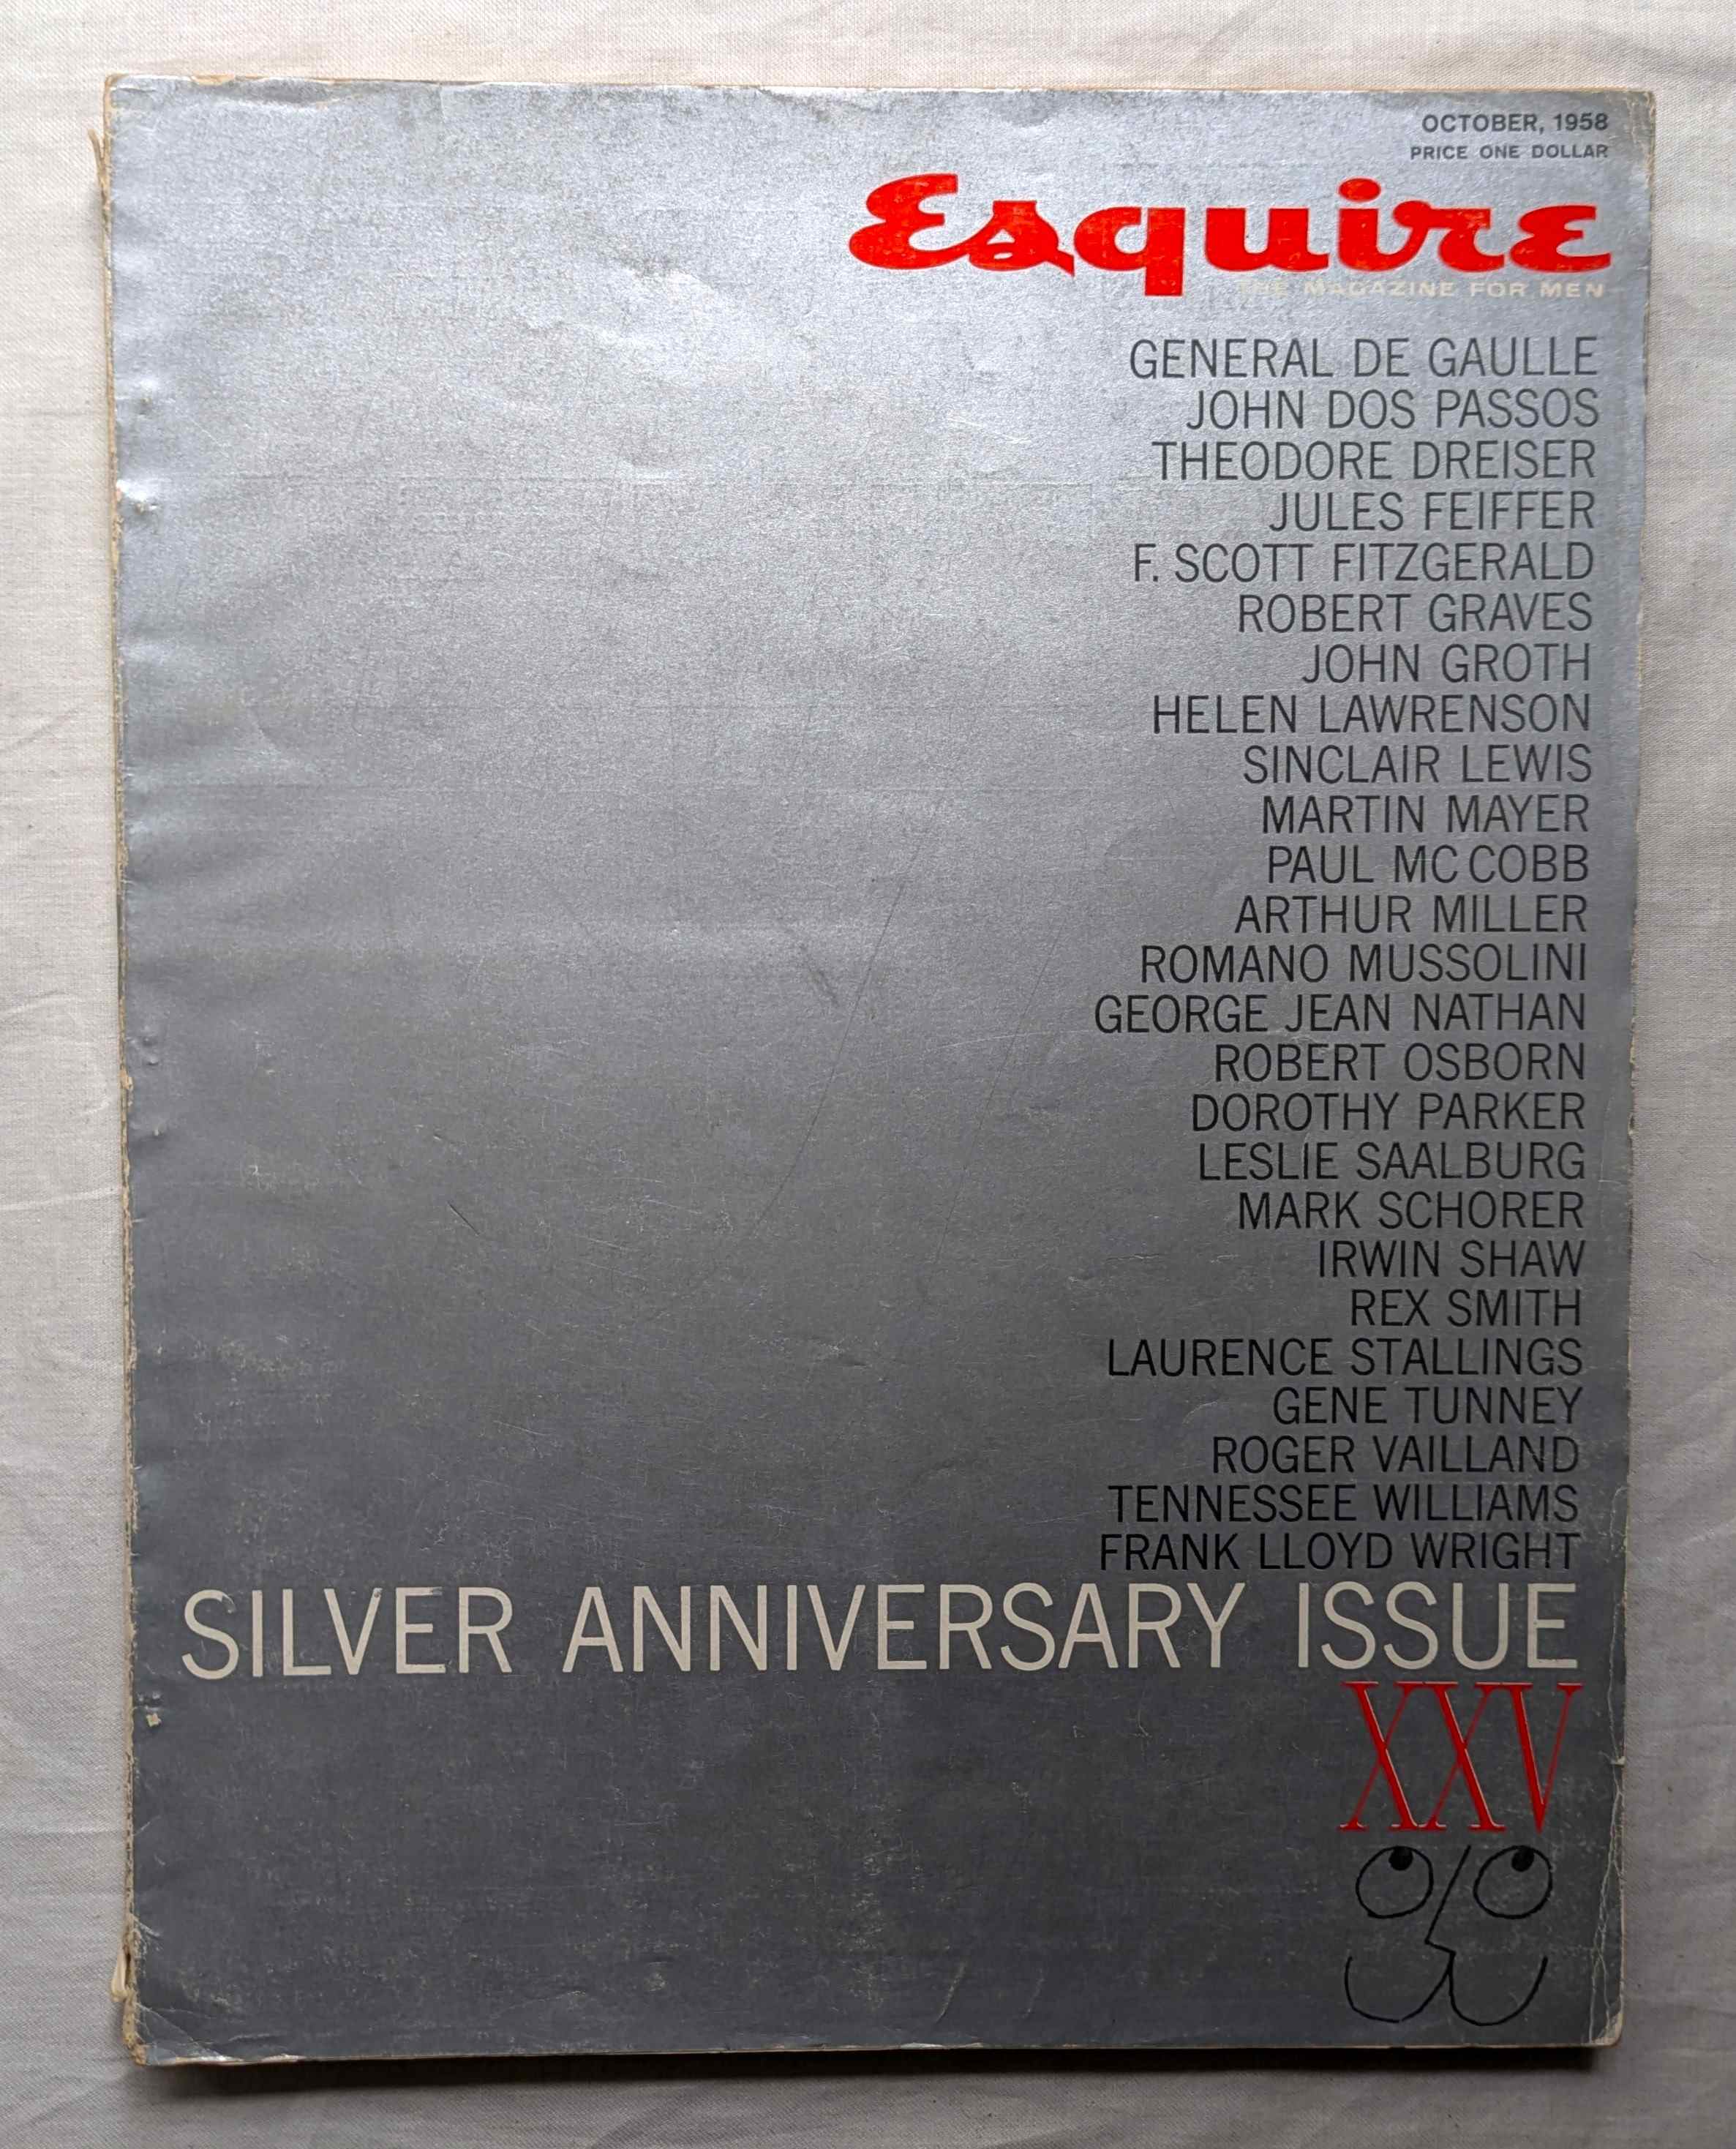 OCTOBER, 1958
PRICE ONE DOLLAR
Esquire
THE MAGAZINE FOR MEN
GENERAL DE GAULLE
JOHN DOS PASSOS
THEODORE DREISER
JULES FEIFFER
F. SCOTT FITZGERALD
ROBERT GRAVES
JOHN GROTH
HELEN LAWRENSON
SINCLAIR LEWIS
MARTIN MAYER
PAUL MC COBB
ARTHUR MILLER
ROMANO MUSSOLINI
GEORGE JEAN NATHAN
ROBERT OSBORN
DOROTHY PARKER
LESLIE SAALBURG
MARK SCHORER
IRWIN SHAW
REX SMITH
LAURENCE STALLINGS
GENE TUNNEY
ROGER VAILLAND
TENNESSEE WILLIAMS
FRANK LLOYD WRIGHT
SILVER ANNIVERSARY ISSUE
XXV